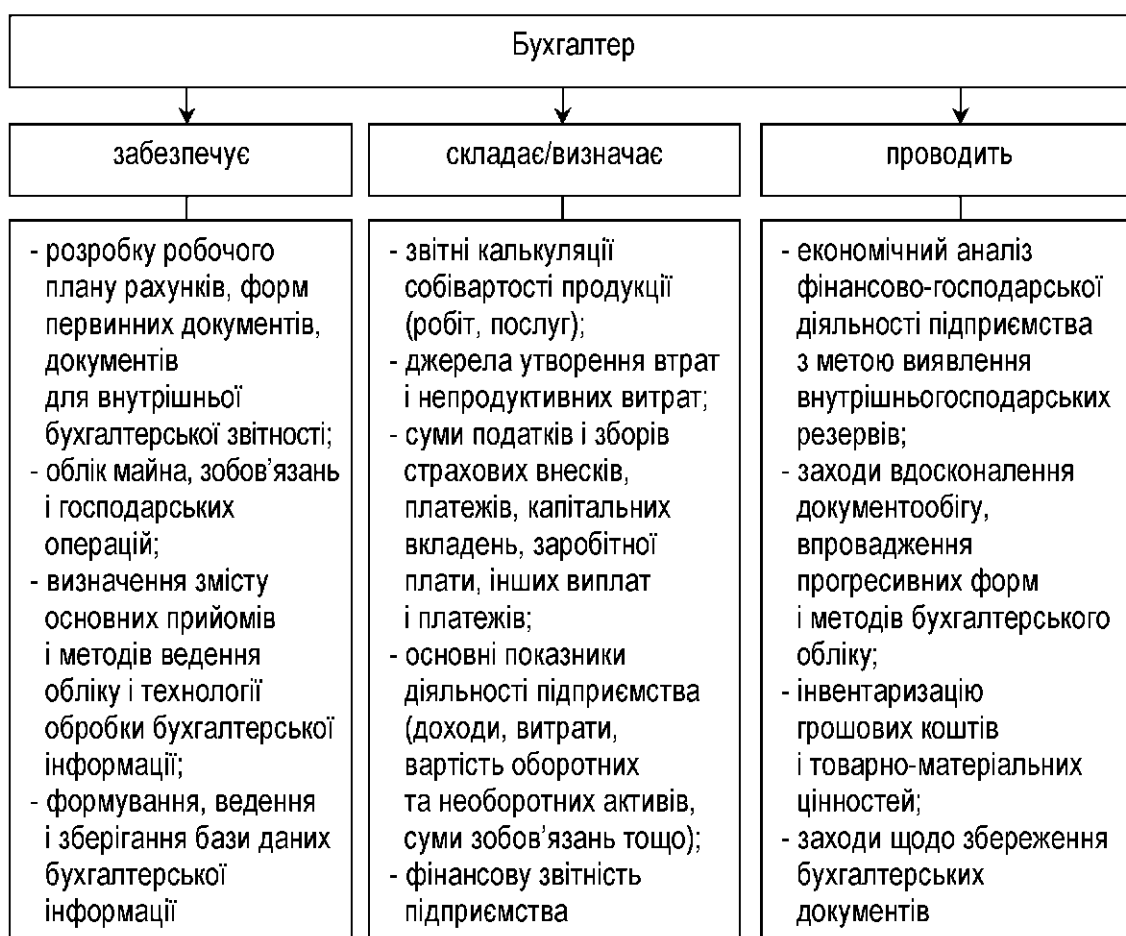 Бухгалтер
забезпечує
складає/визначає
проводить
- розробку робочого
плану рахунків, форм
первинних документів,
документів
для внутрішньої
бухгалтерської звітності;
- облік майна, зобов’язань
і господарських
операцій;
- визначення змісту
основних прийомів
і методів ведення
обліку і технології
обробки бухгалтерської
інформації;
- формування, ведення
і зберігання бази даних
бухгалтерської
інформації
- звітні калькуляції
собівартості продукції
(робіт, послуг);
- джерела утворення втрат
і непродуктивних витрат;
- суми податків і зборів
страхових внесків,
платежів, капітальних
вкладень, заробітної
плати, інших виплат
і платежів;
- основні показники
діяльності підприємства
(доходи, витрати,
вартість оборотних
та необоротних активів,
суми зобов’язань тощо);
- фінансову звітність
підприємства
- економічний аналіз
фінансово-господарської
діяльності підприємства
з метою виявлення
внутрішньогосподарських
резервів;
- заходи вдосконалення
документообігу,
впровадження
прогресивних форм
і методів бухгалтерського
обліку;
- інвентаризацію
грошових коштів
і товарно-матеріальних
цінностей;
- заходи щодо збереження
бухгалтерських
документів